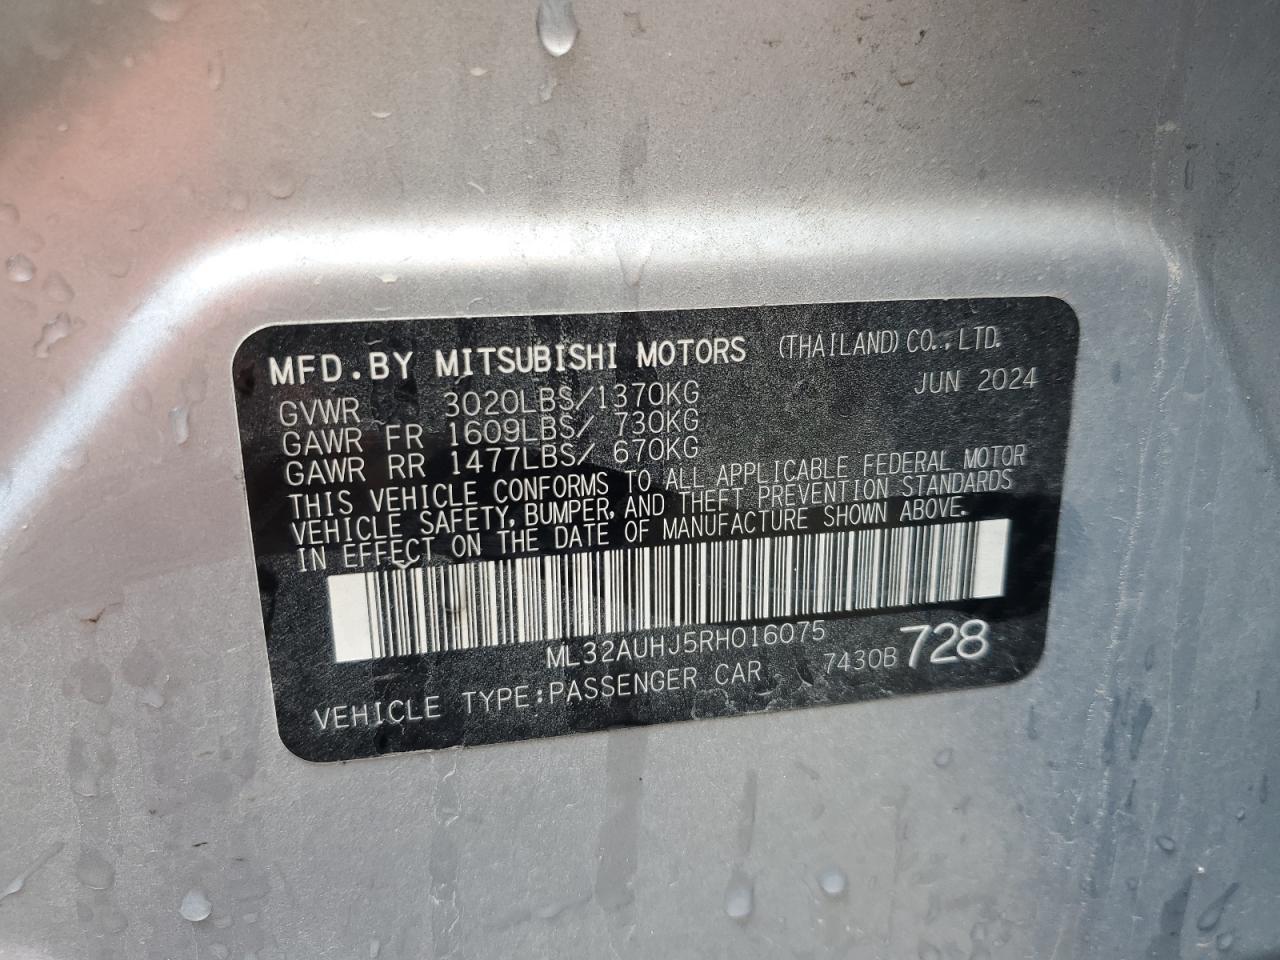 MFD. BY MITSUBISHI MOTORS (THAILAND) CO., LTD.
GVWR 3020LBS/1370KG JUN 2024
GAWR FR 1609LBS/ 730KG
GAWR RR 1477LBS/ 670KG
THIS VEHICLE CONFORMS TO ALL APPLICABLE FEDERAL MOTOR
VEHICLE SAFETY, BUMPER, AND THEFT PREVENTION STANDARDS
IN EFFECT ON THE DATE OF MANUFACTURE SHOWN ABOVE.
ML32AUHJ5RH016075
VEHICLE TYPE:PASSENGER CAR 7430B 728